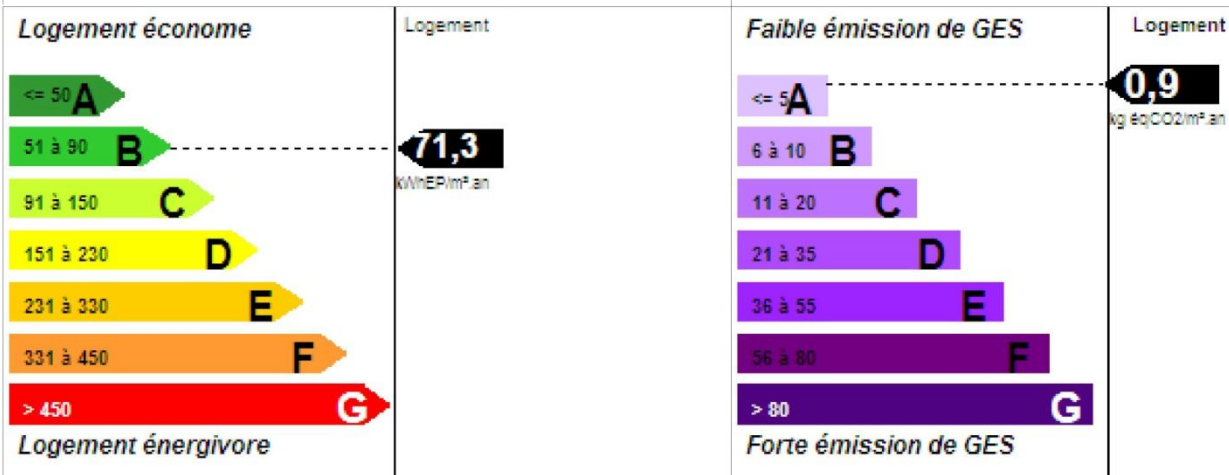 Logement économe
Logement
<= 50 A
51 à 90 B
71,3
kWhEP/m².an
91 à 150 C
151 à 230 D
231 à 330 E
331 à 450 F
> 450 G
Logement énergivore
Faible émission de GES
Logement
<= 5 A
0,9
kg éqCO2/m².an
6 à 10 B
11 à 20 C
21 à 35 D
36 à 55 E
56 à 80 F
> 80 G
Forte émission de GES